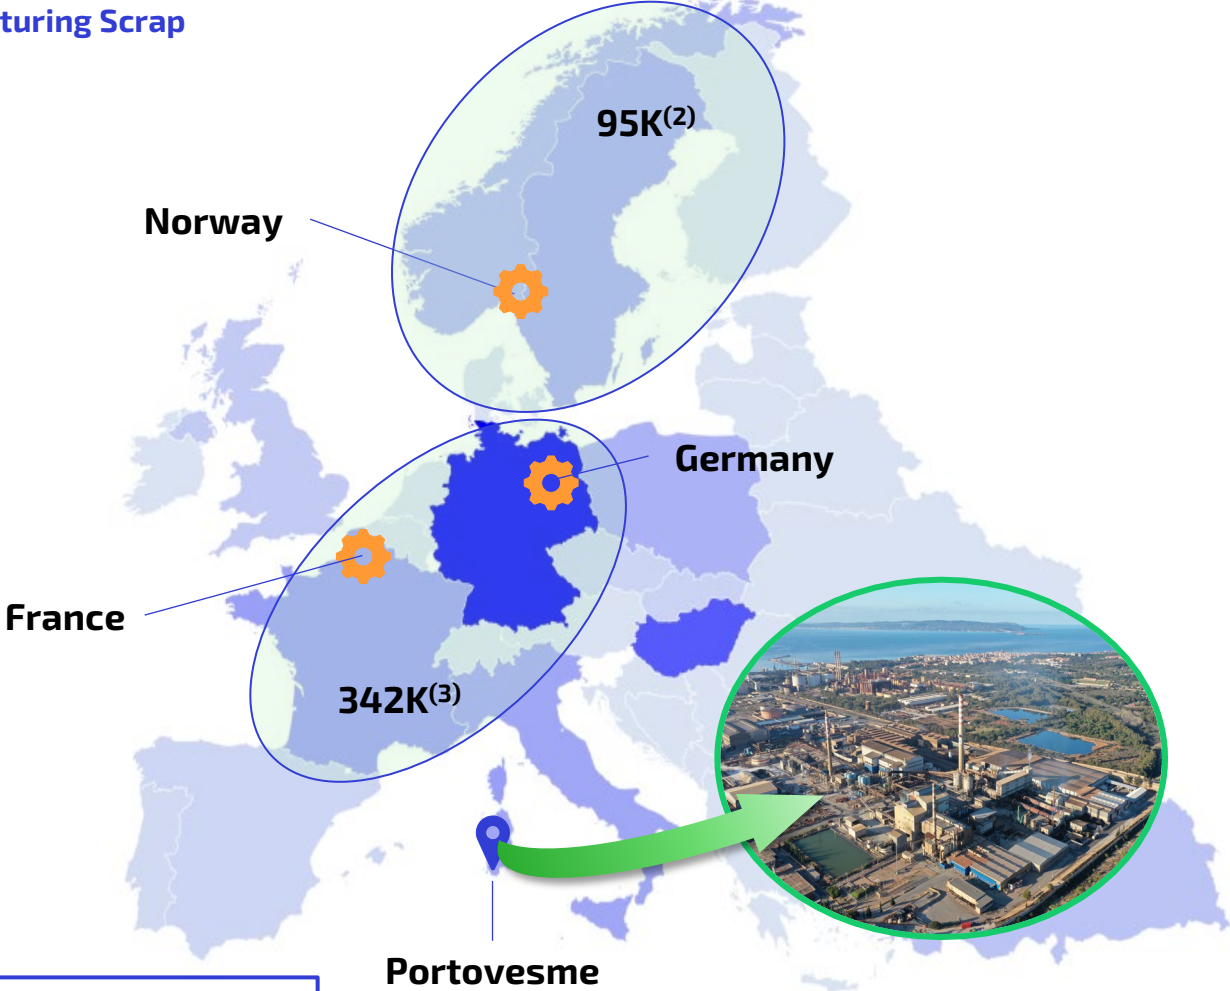 turing Scrap
95K(2)
Norway
Germany
France
342K(3)
Portovesme